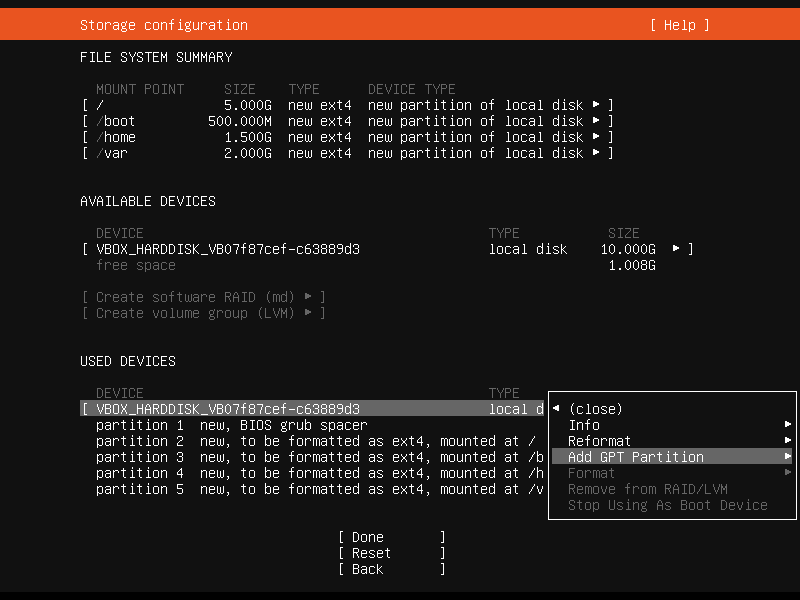 Storage configuration [ Help ]
FILE SYSTEM SUMMARY
MOUNT POINT SIZE TYPE DEVICE TYPE
[ / 5.000G new ext4 new partition of local disk ▸ ]
[ /boot 500.000M new ext4 new partition of local disk ▸ ]
[ /home 1.500G new ext4 new partition of local disk ▸ ]
[ /var 2.000G new ext4 new partition of local disk ▸ ]
AVAILABLE DEVICES
DEVICE TYPE SIZE
[ VBOX_HARDDISK_VB07f87cef-c63889d3 local disk 10.000G ▸ ]
free space 1.008G
[ Create software RAID (md) ▸ ]
[ Create volume group (LVM) ▸ ]
USED DEVICES
DEVICE TYPE
[ VBOX_HARDDISK_VB07f87cef-c63889d3 local d
partition 1 new, BIOS grub spacer
partition 2 new, to be formatted as ext4, mounted at /
partition 3 new, to be formatted as ext4, mounted at /b
partition 4 new, to be formatted as ext4, mounted at /h
partition 5 new, to be formatted as ext4, mounted at /v
◂ (close)
Info ▸
Reformat ▸
Add GPT Partition ▸
Format ▸
Remove from RAID/LVM
Stop Using As Boot Device
[ Done ]
[ Reset ]
[ Back ]